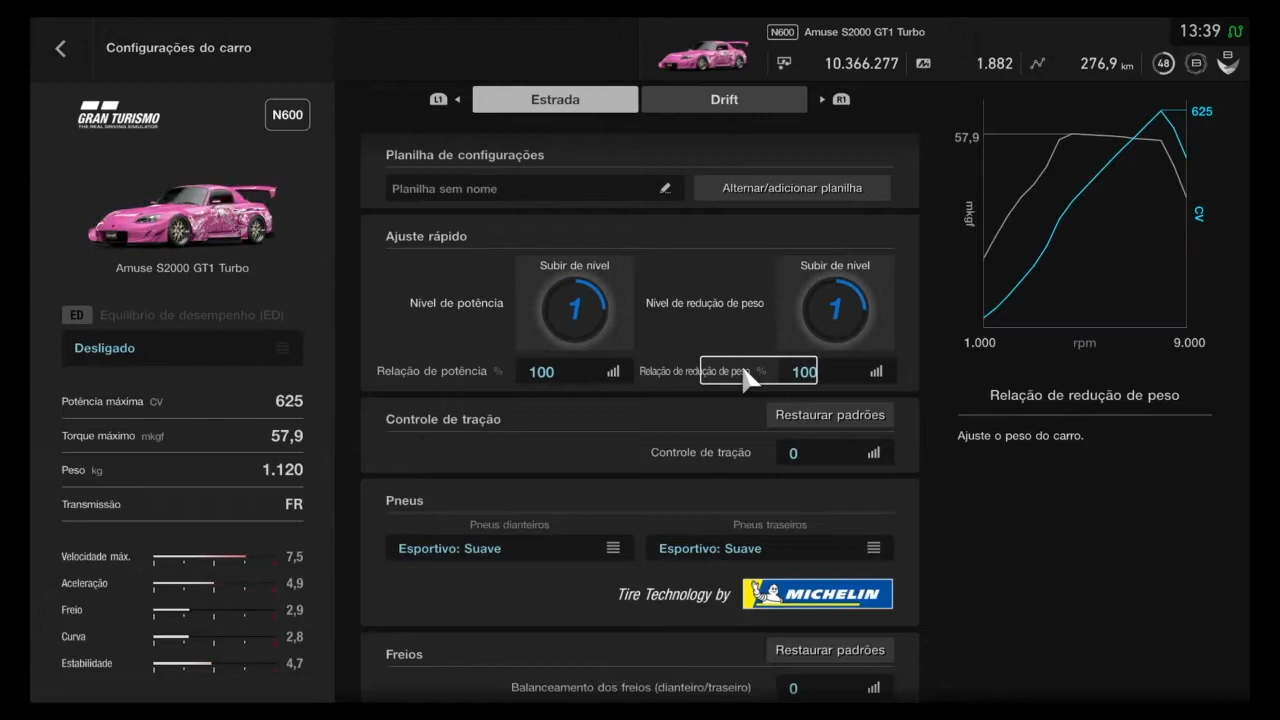 Configurações do carro
N600 Amuse S2000 GT1 Turbo
13:39
10.366.277
1.882
276,9 km
48
B
GRAN TURISMO
THE REAL DRIVING SIMULATOR
N600
L1 Estrada Drift R1
Amuse S2000 GT1 Turbo
ED Equilíbrio de desempenho (ED)
Desligado
Potência máxima CV 625
Torque máximo mkgf 57,9
Peso kg 1.120
Transmissão FR
Velocidade máx. 7,5
Aceleração 4,9
Freio 2,9
Curva 2,8
Estabilidade 4,7
Planilha de configurações
Planilha sem nome Alternar/adicionar planilha
Ajuste rápido
Subir de nível Subir de nível
Nível de potência 1 Nível de redução de peso 1
Relação de potência % 100 Relação de redução de peso % 100
Controle de tração Restaurar padrões
Controle de tração 0
Pneus
Pneus dianteiros Pneus traseiros
Esportivo: Suave Esportivo: Suave
Tire Technology by MICHELIN
Freios Restaurar padrões
Balanceamento dos freios (dianteiro/traseiro) 0
625
57,9
mkgf
CV
1.000 rpm 9.000
Relação de redução de peso
Ajuste o peso do carro.